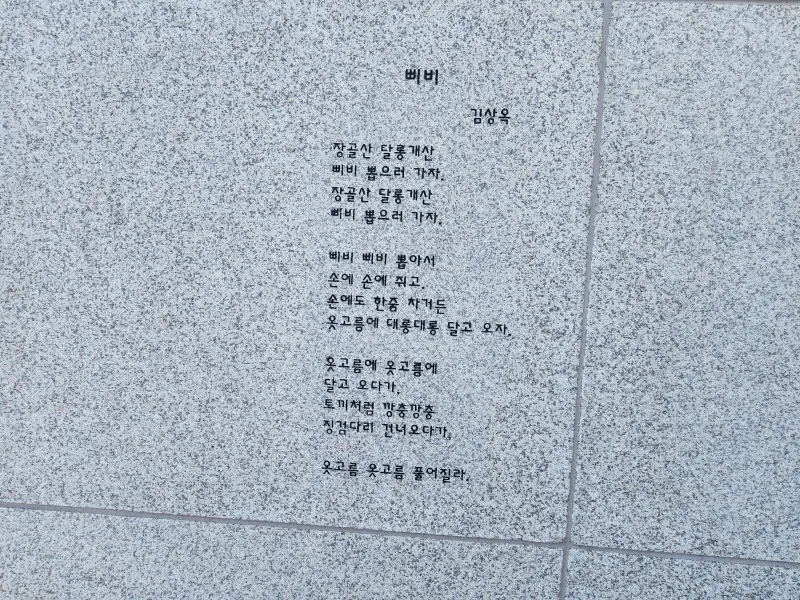 삐비
김상옥
장골산 달롱개산
삐비 뽑으러 가자.
장골산 달롱개산
삐비 뽑으러 가자.
삐비 삐비 뽑아서
손에 손에 쥐고.
손에도 한줌 차거든
옷고름에 대롱대롱 달고 오자.
옷고름에 옷고름에
달고 오다가.
토끼처럼 깡충깡충
징검다리 건너오다가.
옷고름 옷고름 풀어질라.